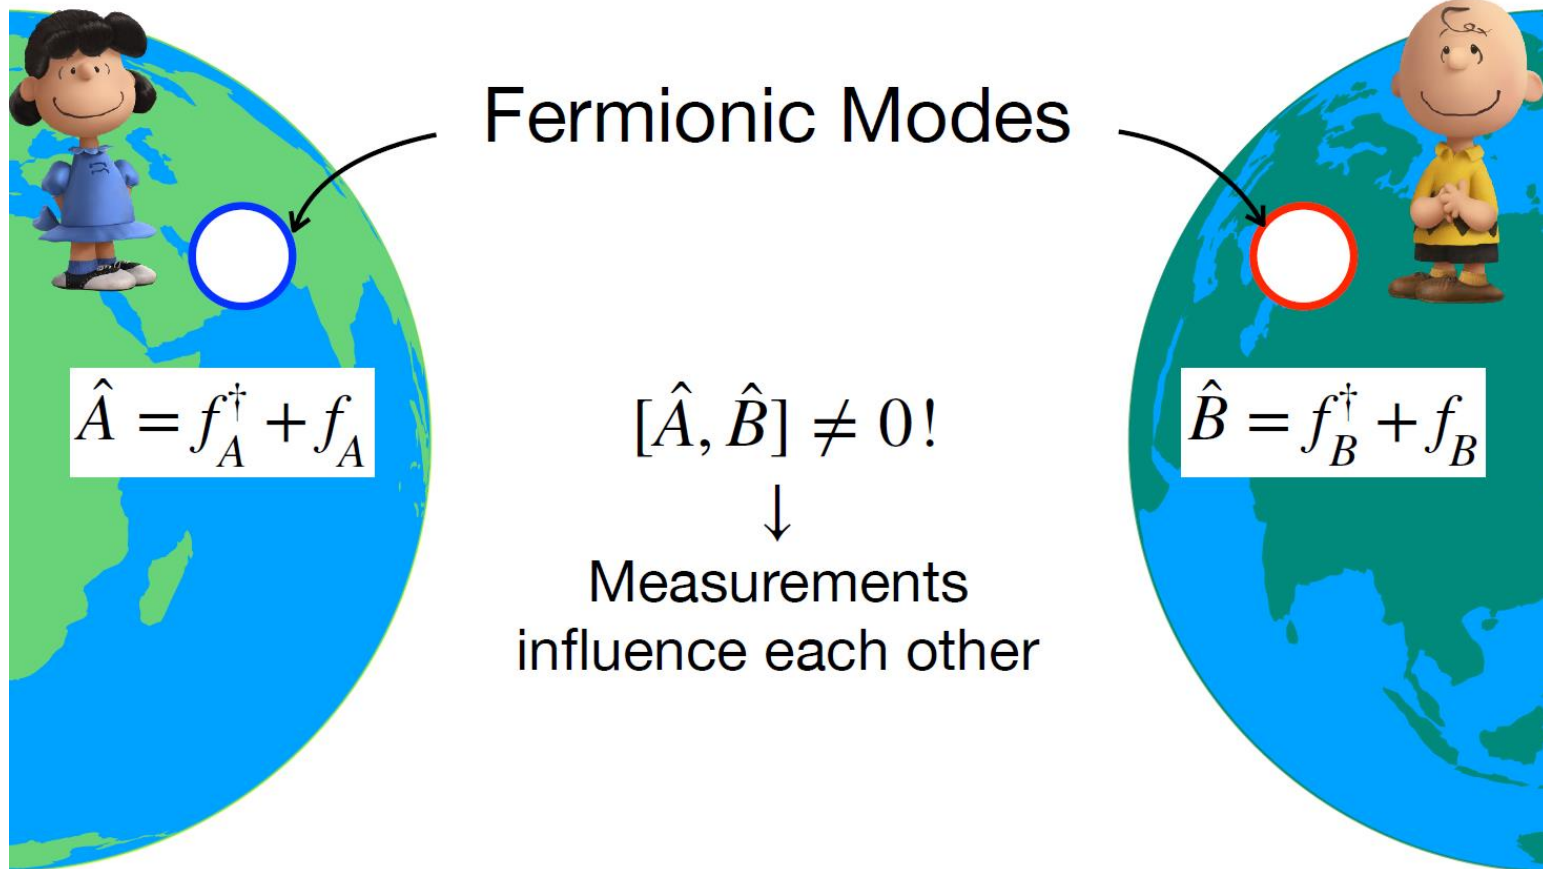 Fermionic Modes
Â = f_A^† + f_A
[Â, B̂] ≠ 0!
B̂ = f_B^† + f_B
↓
Measurements
influence each other